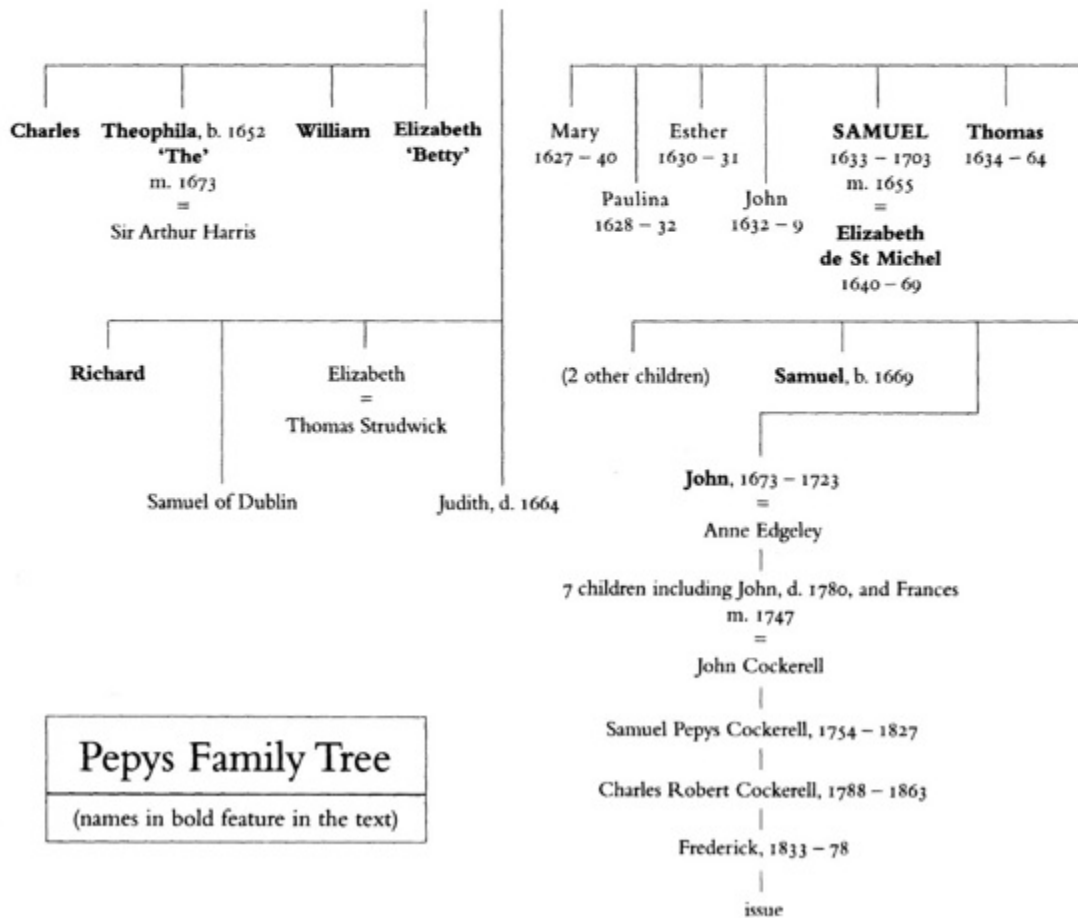 Charles
Theophila, b. 1652
'The'
m. 1673
=
Sir Arthur Harris
William
Elizabeth
'Betty'
Mary
1627 – 40
Paulina
1628 – 32
Esther
1630 – 31
John
1632 – 9
SAMUEL
1633 – 1703
m. 1655
=
Elizabeth
de St Michel
1640 – 69
Thomas
1634 – 64
Richard
Samuel of Dublin
Elizabeth
=
Thomas Strudwick
Judith, d. 1664
(2 other children)
Samuel, b. 1669
John, 1673 – 1723
=
Anne Edgeley
7 children including John, d. 1780, and Frances
m. 1747
=
John Cockerell
Samuel Pepys Cockerell, 1754 – 1827
Charles Robert Cockerell, 1788 – 1863
Frederick, 1833 – 78
issue
Pepys Family Tree
(names in bold feature in the text)